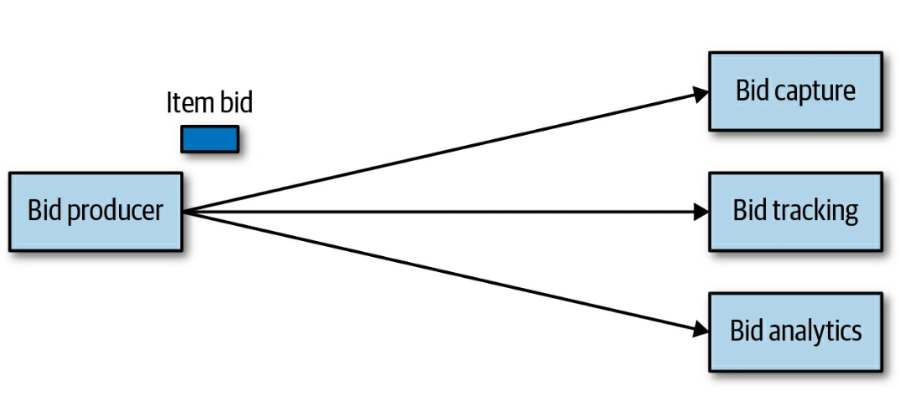 Item bid
Bid producer
Bid capture
Bid tracking
Bid analytics